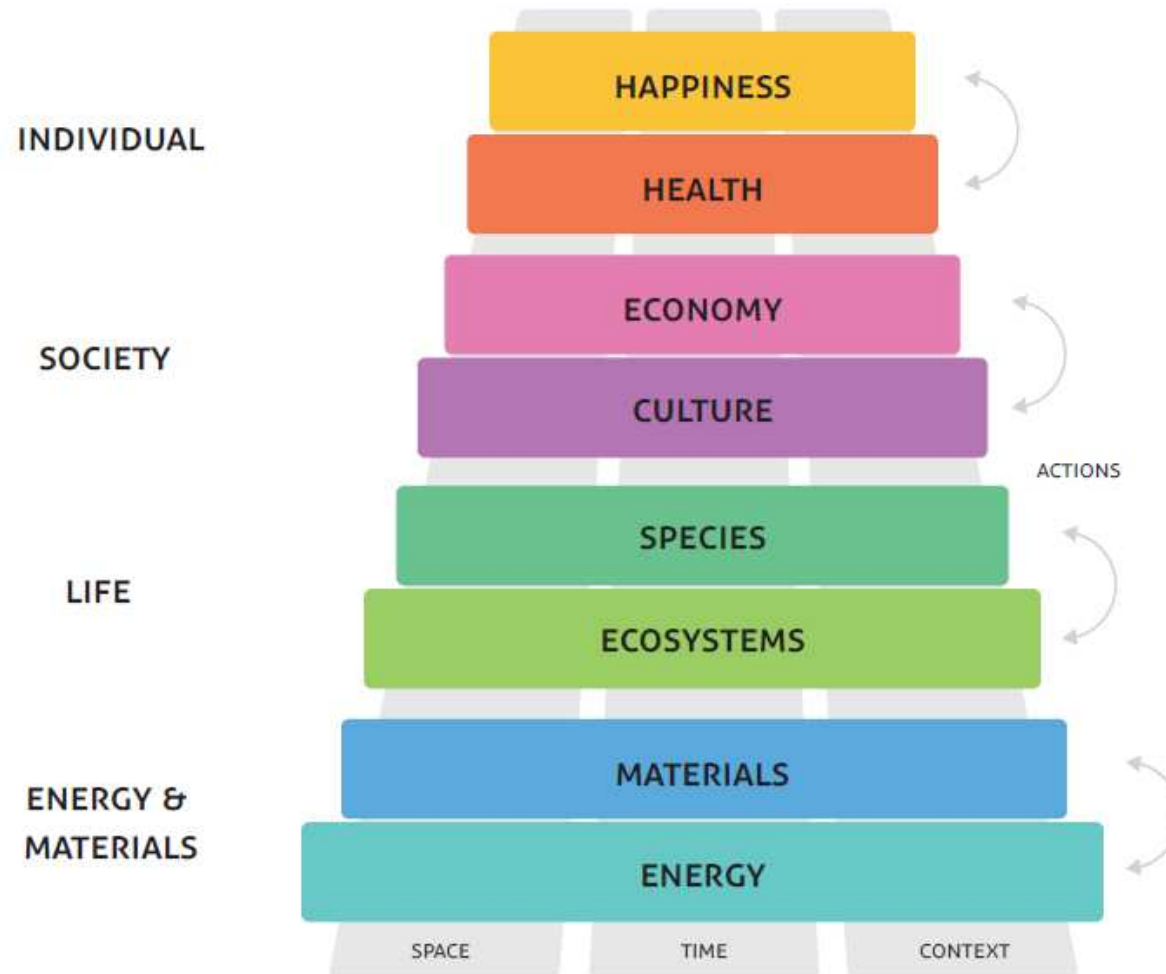 HAPPINESS
INDIVIDUAL
HEALTH
ECONOMY
SOCIETY
CULTURE
ACTIONS
SPECIES
LIFE
ECOSYSTEMS
MATERIALS
ENERGY &
MATERIALS
ENERGY
SPACE
TIME
CONTEXT